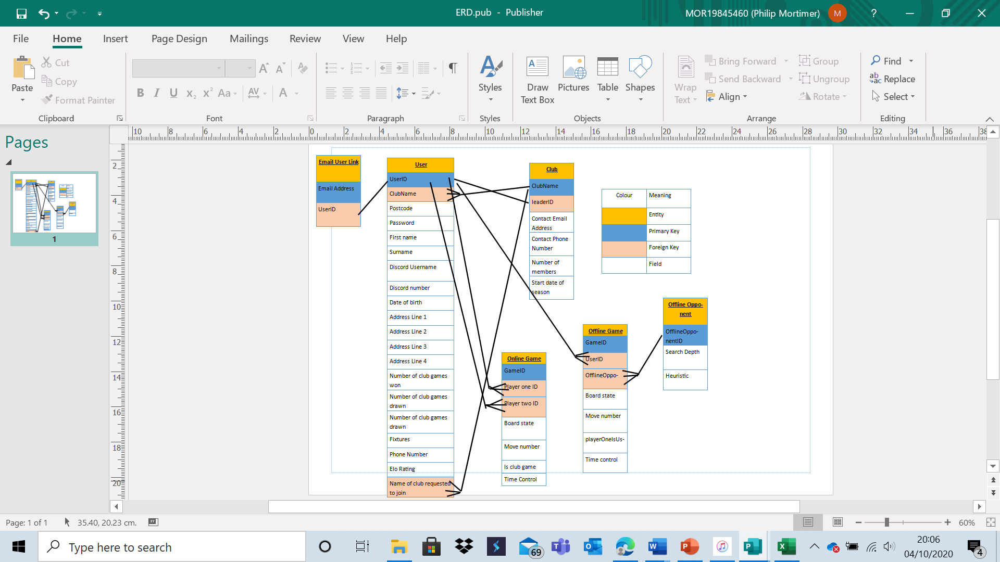 ERD.pub - Publisher
MOR19845460 (Philip Mortimer)
M
?
File
Home
Insert
Page Design
Mailings
Review
View
Help
Paste
Cut
Copy
Format Painter
Clipboard
B I U X₂ X² Aa AV A
Font
Paragraph
Styles
Styles
Draw
Text Box
Pictures
Table
Shapes
Objects
Wrap
Text
Bring Forward
Send Backward
Align
Group
Ungroup
Rotate
Arrange
Find
Replace
Select
Editing
Pages
1
10 8 6 4 2 0 2 4 6 8 10 12 14 16 18 20 22 24 26 28 30 32 34 36 38
2
4
6
8
10
12
14
16
18
20
Email User Link
Email Address
UserID
User
UserID
ClubName
Postcode
Password
First name
Surname
Discord Username
Discord number
Date of birth
Address Line 1
Address Line 2
Address Line 3
Address Line 4
Number of club games
won
Number of club games
drawn
Number of club games
drawn
Fixtures
Phone Number
Elo Rating
Name of club requested
to join
Club
ClubName
leaderID
Contact Email
Address
Contact Phone
Number
Number of
members
Start date of
season
Colour
Meaning
Entity
Primary Key
Foreign Key
Field
Online Game
GameID
Player one ID
Player two ID
Board state
Move number
Is club game
Time Control
Offline Game
GameID
UserID
OfflineOppo-
Board state
Move number
playerOneIsUs-
Time control
Offline Oppo-
nent
OfflineOppo-
nentID
Search Depth
Heuristic
Page: 1 of 1
35.40, 20.23 cm.
60%
Type here to search
69
20:06
04/10/2020
4